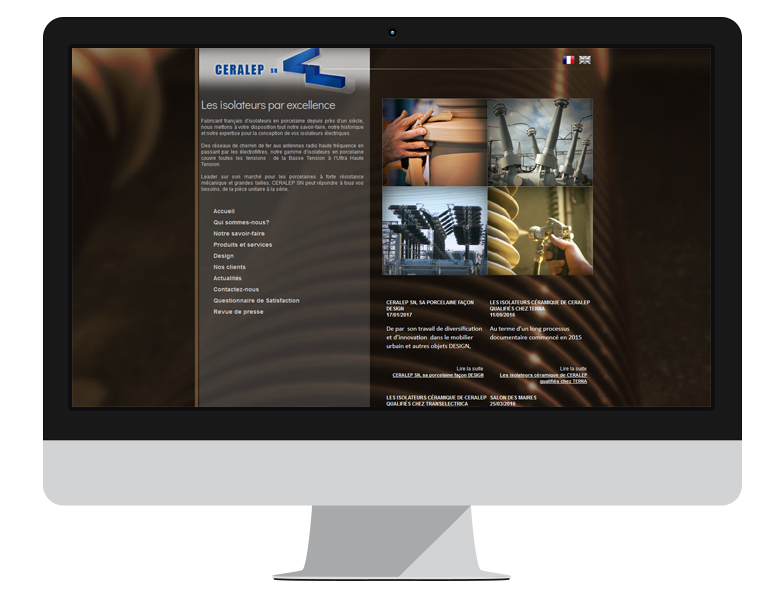 CERALEP SN
Les isolateurs par excellence
Fabricant français d'isolateurs en porcelaine depuis près d'un siècle,
nous mettons à votre disposition tout notre savoir-faire, notre historique
et notre expertise pour la conception de vos isolateurs électriques.
Des réseaux de chemin de fer aux antennes radio haute fréquence en
passant par les électrofiltres, notre gamme d'isolateurs en porcelaine
couvre toutes les tensions : de la Basse Tension à l'Ultra Haute
Tension.
Leader sur son marché pour les porcelaines à forte résistance
mécanique et grandes tailles, CERALEP SN peut répondre à tous vos
besoins, de la pièce unitaire à la série.
Accueil
Qui sommes-nous?
Notre savoir-faire
Produits et services
Design
Nos clients
Actualités
Contactez-nous
Questionnaire de Satisfaction
Revue de presse
CERALEP SN, SA PORCELAINE FAÇON
DESIGN
17/01/2017
De par son travail de diversification
et d'innovation dans le mobilier
urbain et autres objets DESIGN,
Lire la suite
CERALEP SN, sa porcelaine façon DESIGN
LES ISOLATEURS CÉRAMIQUE DE CERALEP
QUALIFIÉS CHEZ TERNA
11/09/2016
Au terme d'un long processus
documentaire commencé en 2015
Lire la suite
Les isolateurs céramique de CERALEP
qualifiés chez TERNA
LES ISOLATEURS CÉRAMIQUE DE CERALEP
QUALIFIÉS CHEZ TRANSELECTRICA
SALON DES MAIRES
25/03/2016